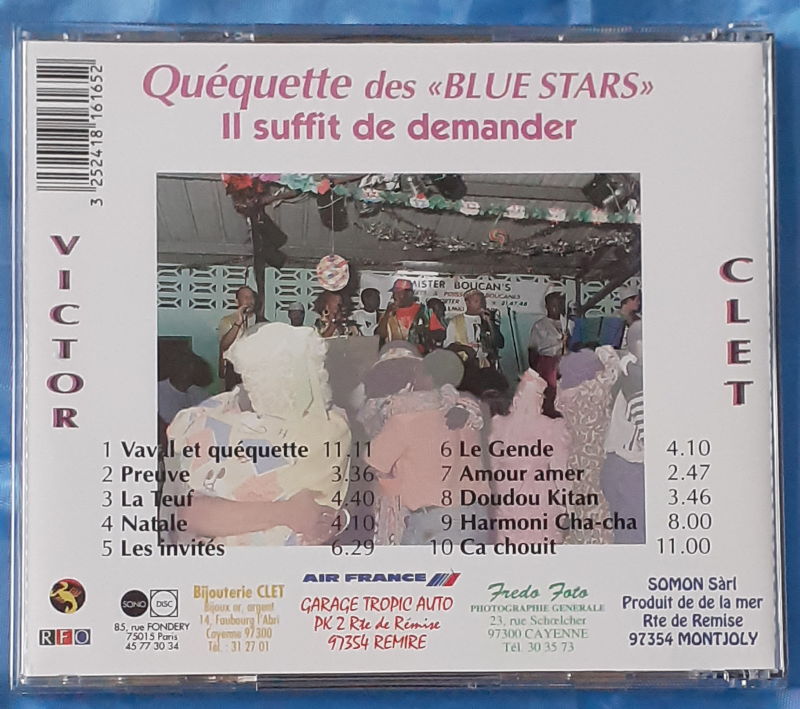 Quéquette des «BLUE STARS»
Il suffit de demander
3 252418 161652
VICTOR
CLET
MISTER BOUCAN'S
1 Vaval et quéquette 11.11
2 Preuve 3.36
3 La Teuf 4.40
4 Natale 4.10
5 Les invités 6.29
6 Le Gende 4.10
7 Amour amer 2.47
8 Doudou Kitan 3.46
9 Harmoni Cha-cha 8.00
10 Ca chouit 11.00
RFO
SONO DISC
85, rue FONDERY
75015 Paris
45 77 30 34
Bijouterie CLET
Bijoux or, argent
14, Faubourg l'Abri
Cayenne 97300
Tél. : 31 27 01
AIR FRANCE
GARAGE TROPIC AUTO
PK 2 Rte de Rémise
97354 REMIRE
Fredo Foto
PHOTOGRAPHIE GENERALE
23, rue Schœlcher
97300 CAYENNE
Tél. 30 35 73
SOMON Sàrl
Produit de de la mer
Rte de Remise
97354 MONTJOLY